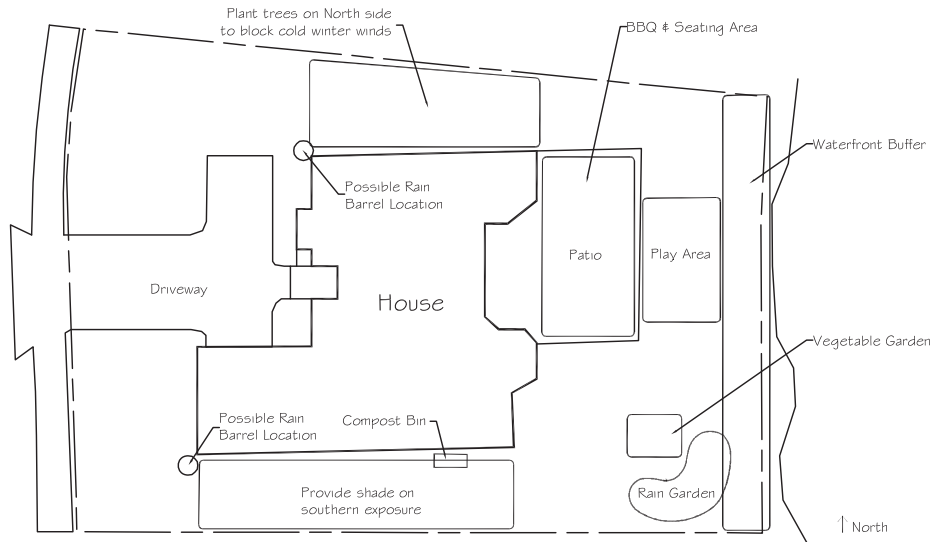 Plant trees on North side
to block cold winter winds
BBQ & Seating Area
Waterfront Buffer
Possible Rain
Barrel Location
Patio
Play Area
Driveway
House
Vegetable Garden
Possible Rain
Barrel Location
Compost Bin
Provide shade on
southern exposure
Rain Garden
North